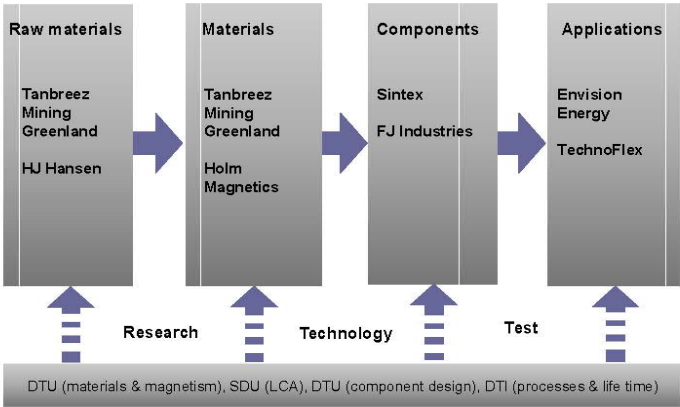 Raw materials
Tanbreez
Mining
Greenland
HJ Hansen
Materials
Tanbreez
Mining
Greenland
Holm
Magnetics
Components
Sintex
FJ Industries
Applications
Envision
Energy
TechnoFlex
Research
Technology
Test
DTU (materials & magnetism), SDU (LCA), DTU (component design), DTI (processes & life time)